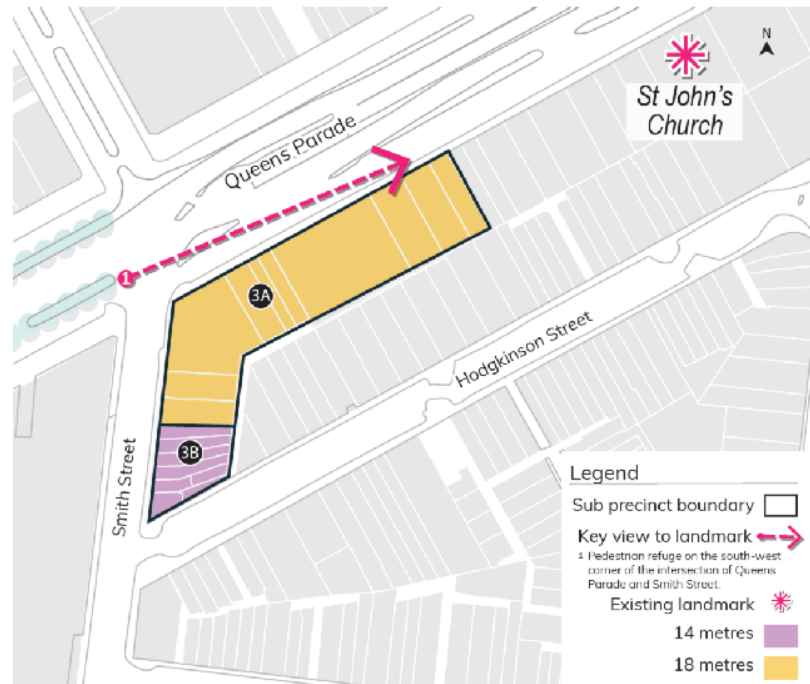 N
St John's
Church
Queens Parade
1
3A
Hodgkinson Street
3B
Smith Street
Legend
Sub precinct boundary
Key view to landmark
1 Pedestrian refuge on the south-west
corner of the intersection of Queens
Parade and Smith Street.
Existing landmark
14 metres
18 metres